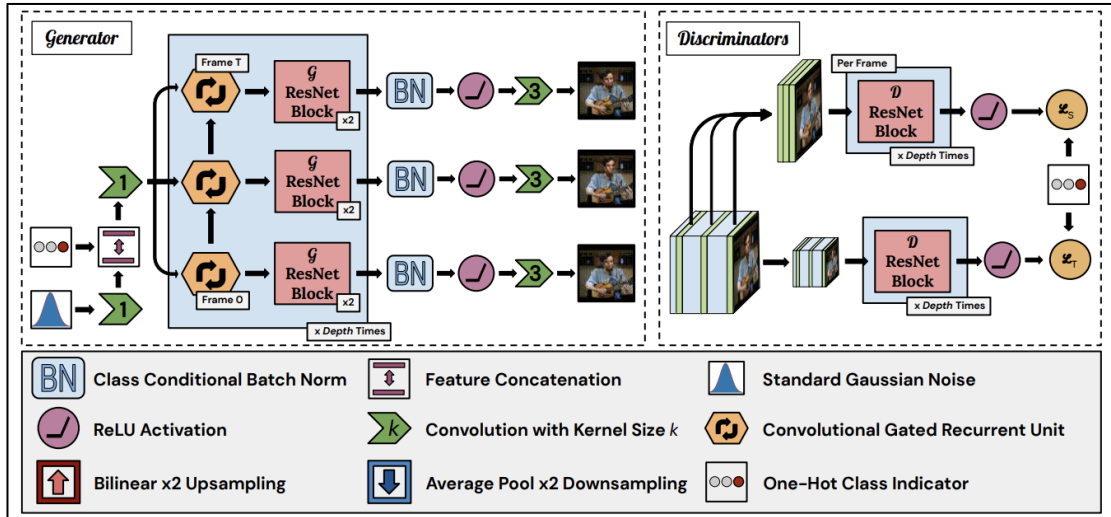 Generator
Frame T
G
ResNet
Block
x2
BN
3
G
ResNet
Block
x2
BN
3
1
G
ResNet
Block
x2
BN
3
Frame 0
1
x Depth Times
Discriminators
Per Frame
D
ResNet
Block
x Depth Times
ℒS
D
ResNet
Block
x Depth Times
ℒT
BN Class Conditional Batch Norm
Feature Concatenation
Standard Gaussian Noise
ReLU Activation
k Convolution with Kernel Size k
Convolutional Gated Recurrent Unit
Bilinear x2 Upsampling
Average Pool x2 Downsampling
One-Hot Class Indicator